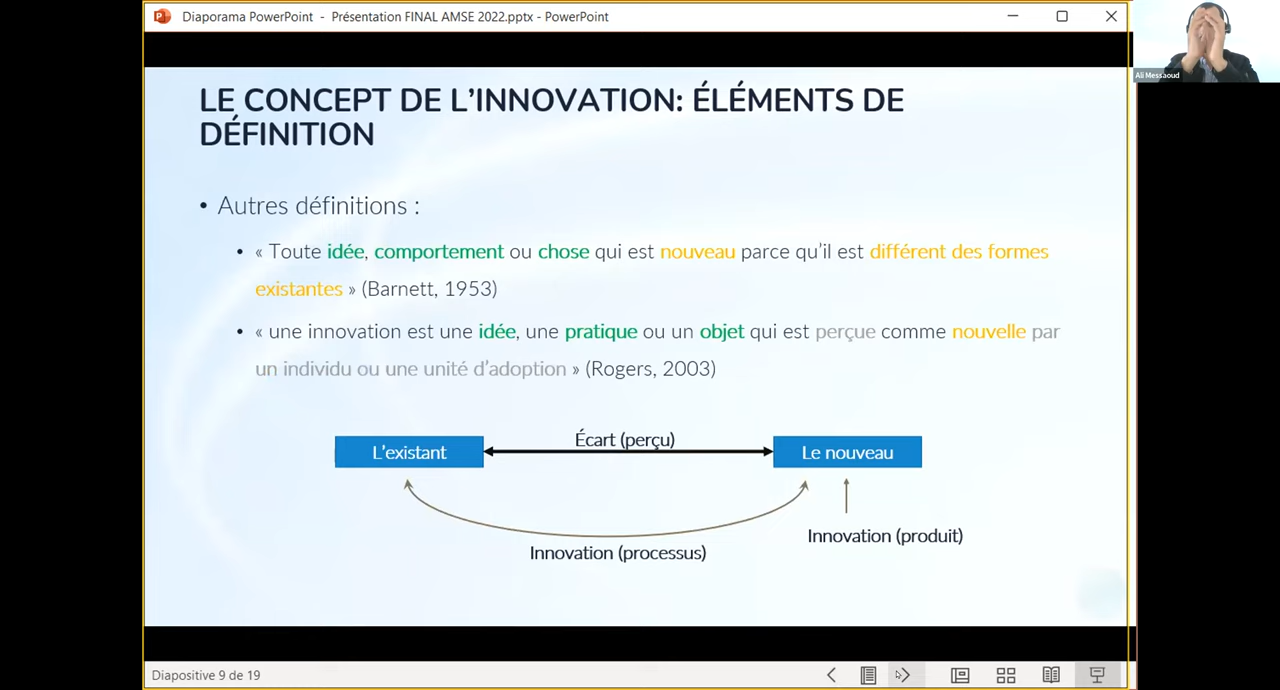 Diaporama PowerPoint - Présentation FINAL AMSE 2022.pptx - PowerPoint
Ali Messaoud
LE CONCEPT DE L'INNOVATION: ÉLÉMENTS DE
DÉFINITION
• Autres définitions :
• « Toute idée, comportement ou chose qui est nouveau parce qu'il est différent des formes
existantes » (Barnett, 1953)
• « une innovation est une idée, une pratique ou un objet qui est perçue comme nouvelle par
un individu ou une unité d'adoption » (Rogers, 2003)
Écart (perçu)
L'existant
Le nouveau
Innovation (produit)
Innovation (processus)
Diapositive 9 de 19